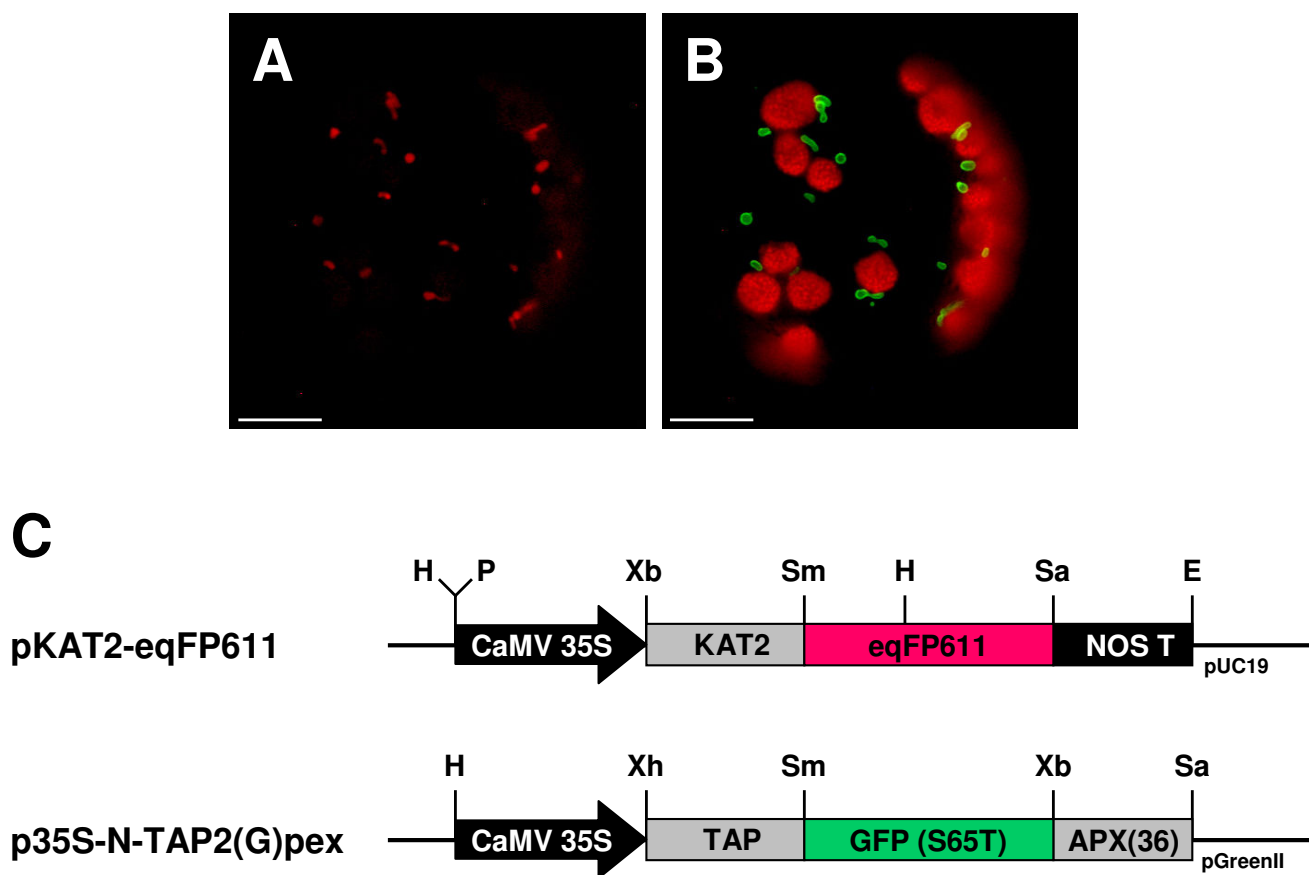 A B
C
H P Xb Sm H Sa E
pKAT2-eqFP611 CaMV 35S KAT2 eqFP611 NOS T
pUC19
H Xh Sm Xb Sa
p35S-N-TAP2(G)pex CaMV 35S TAP GFP (S65T) APX(36)
pGreenII